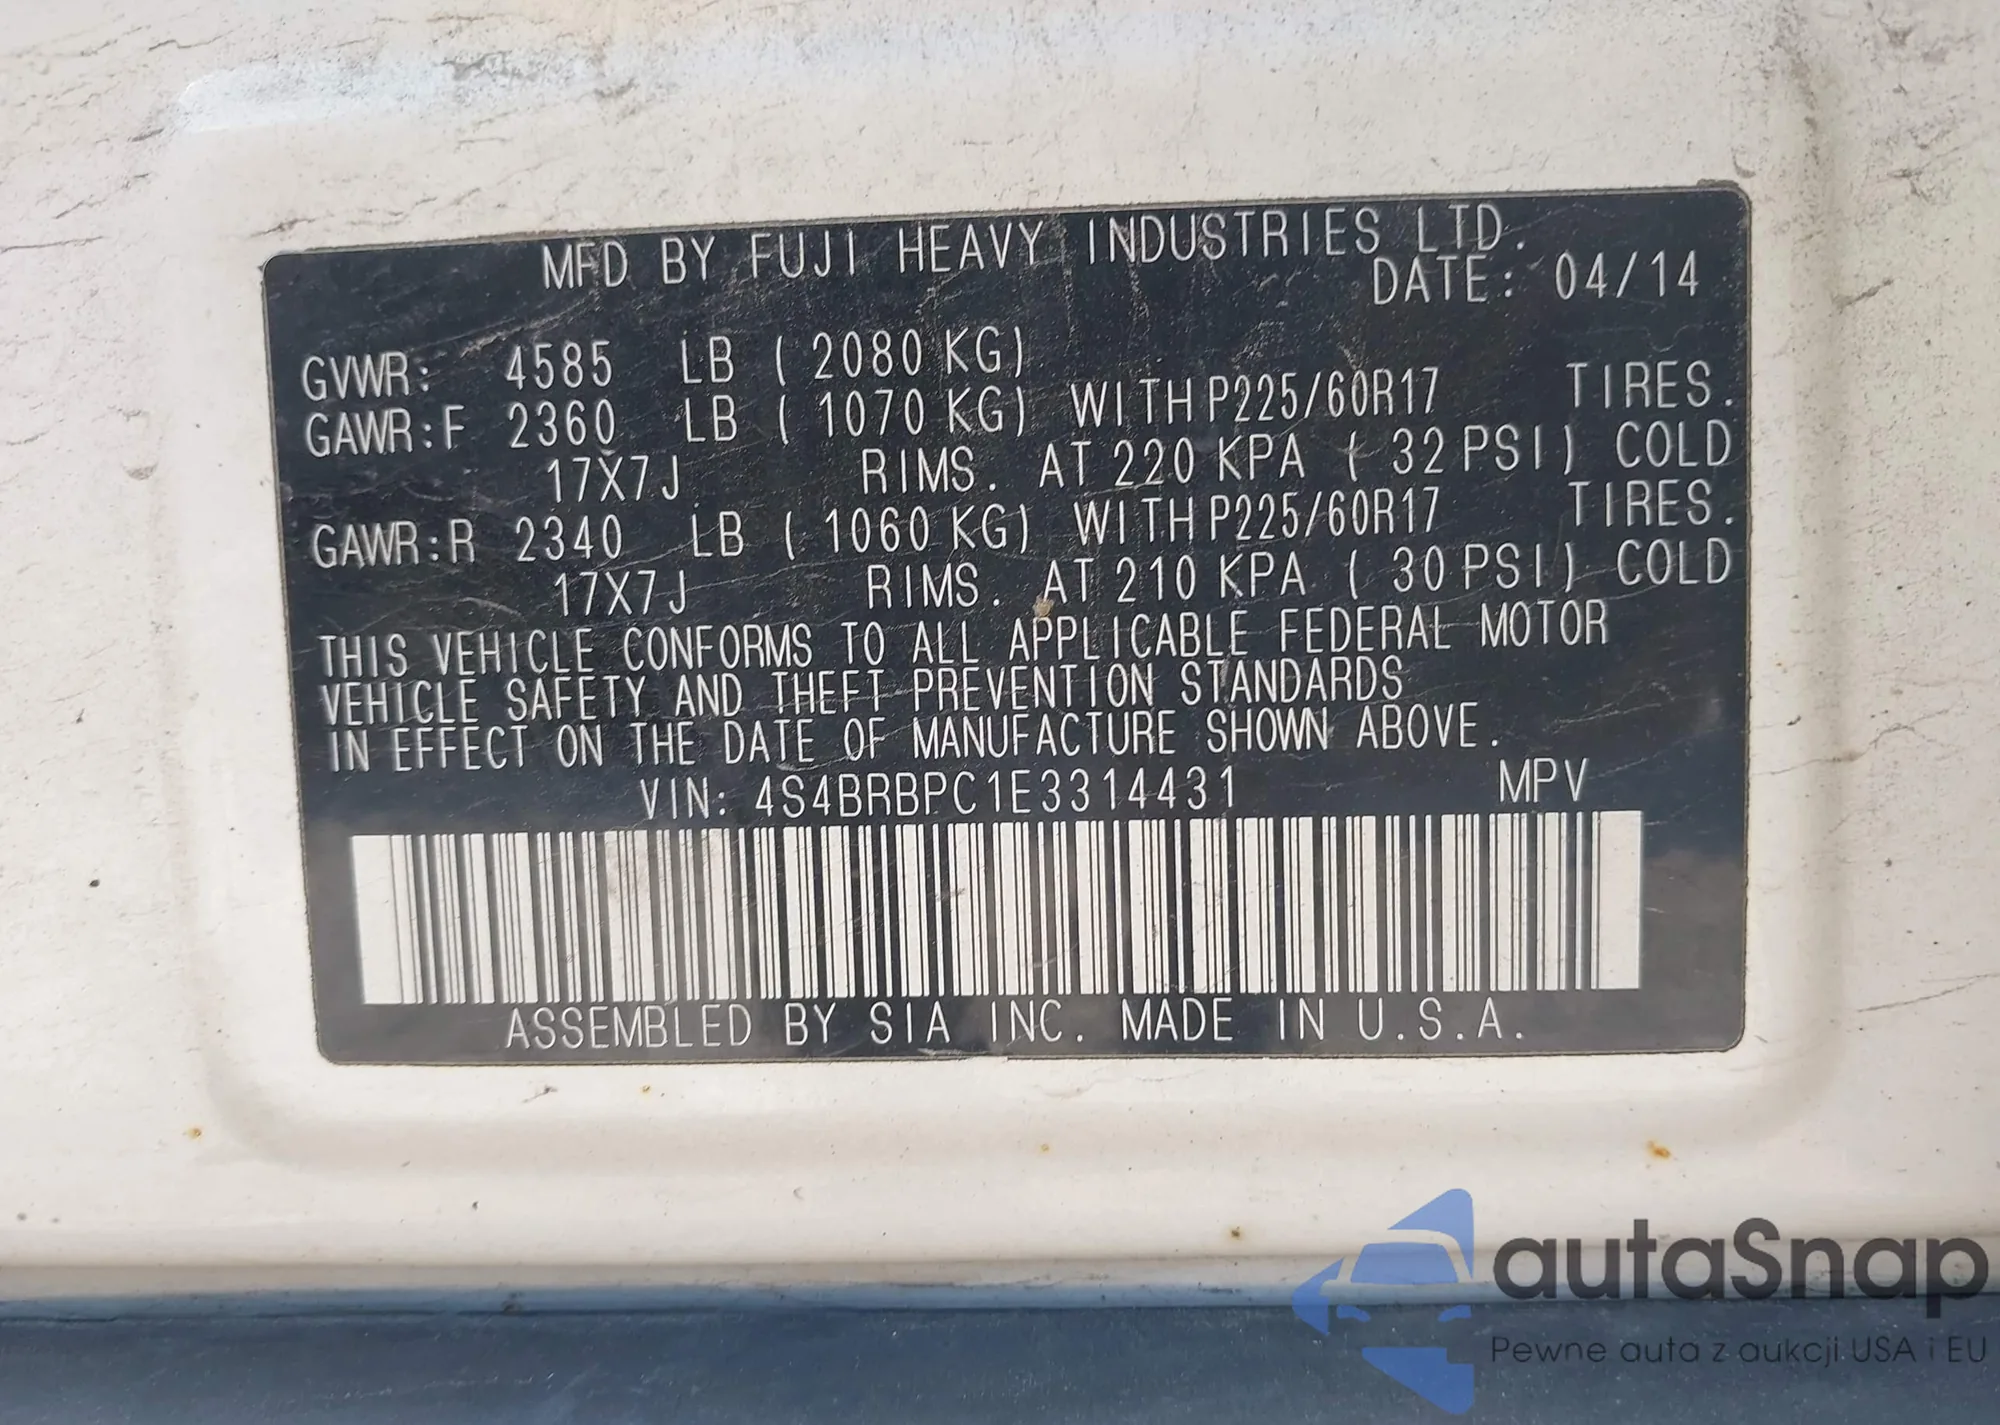 MFD BY FUJI HEAVY INDUSTRIES LTD.
DATE: 04/14
GVWR: 4585 LB ( 2080 KG)
GAWR:F 2360 LB ( 1070 KG) WITH P225/60R17 TIRES.
17X7J RIMS. AT 220 KPA ( 32 PSI) COLD
GAWR:R 2340 LB ( 1060 KG) WITH P225/60R17 TIRES.
17X7J RIMS. AT 210 KPA ( 30 PSI) COLD
THIS VEHICLE CONFORMS TO ALL APPLICABLE FEDERAL MOTOR
VEHICLE SAFETY AND THEFT PREVENTION STANDARDS
IN EFFECT ON THE DATE OF MANUFACTURE SHOWN ABOVE.
VIN: 4S4BRBPC1E3314431 MPV
ASSEMBLED BY SIA INC. MADE IN U.S.A.
autaSnap
Pewne auta z aukcji USA i EU